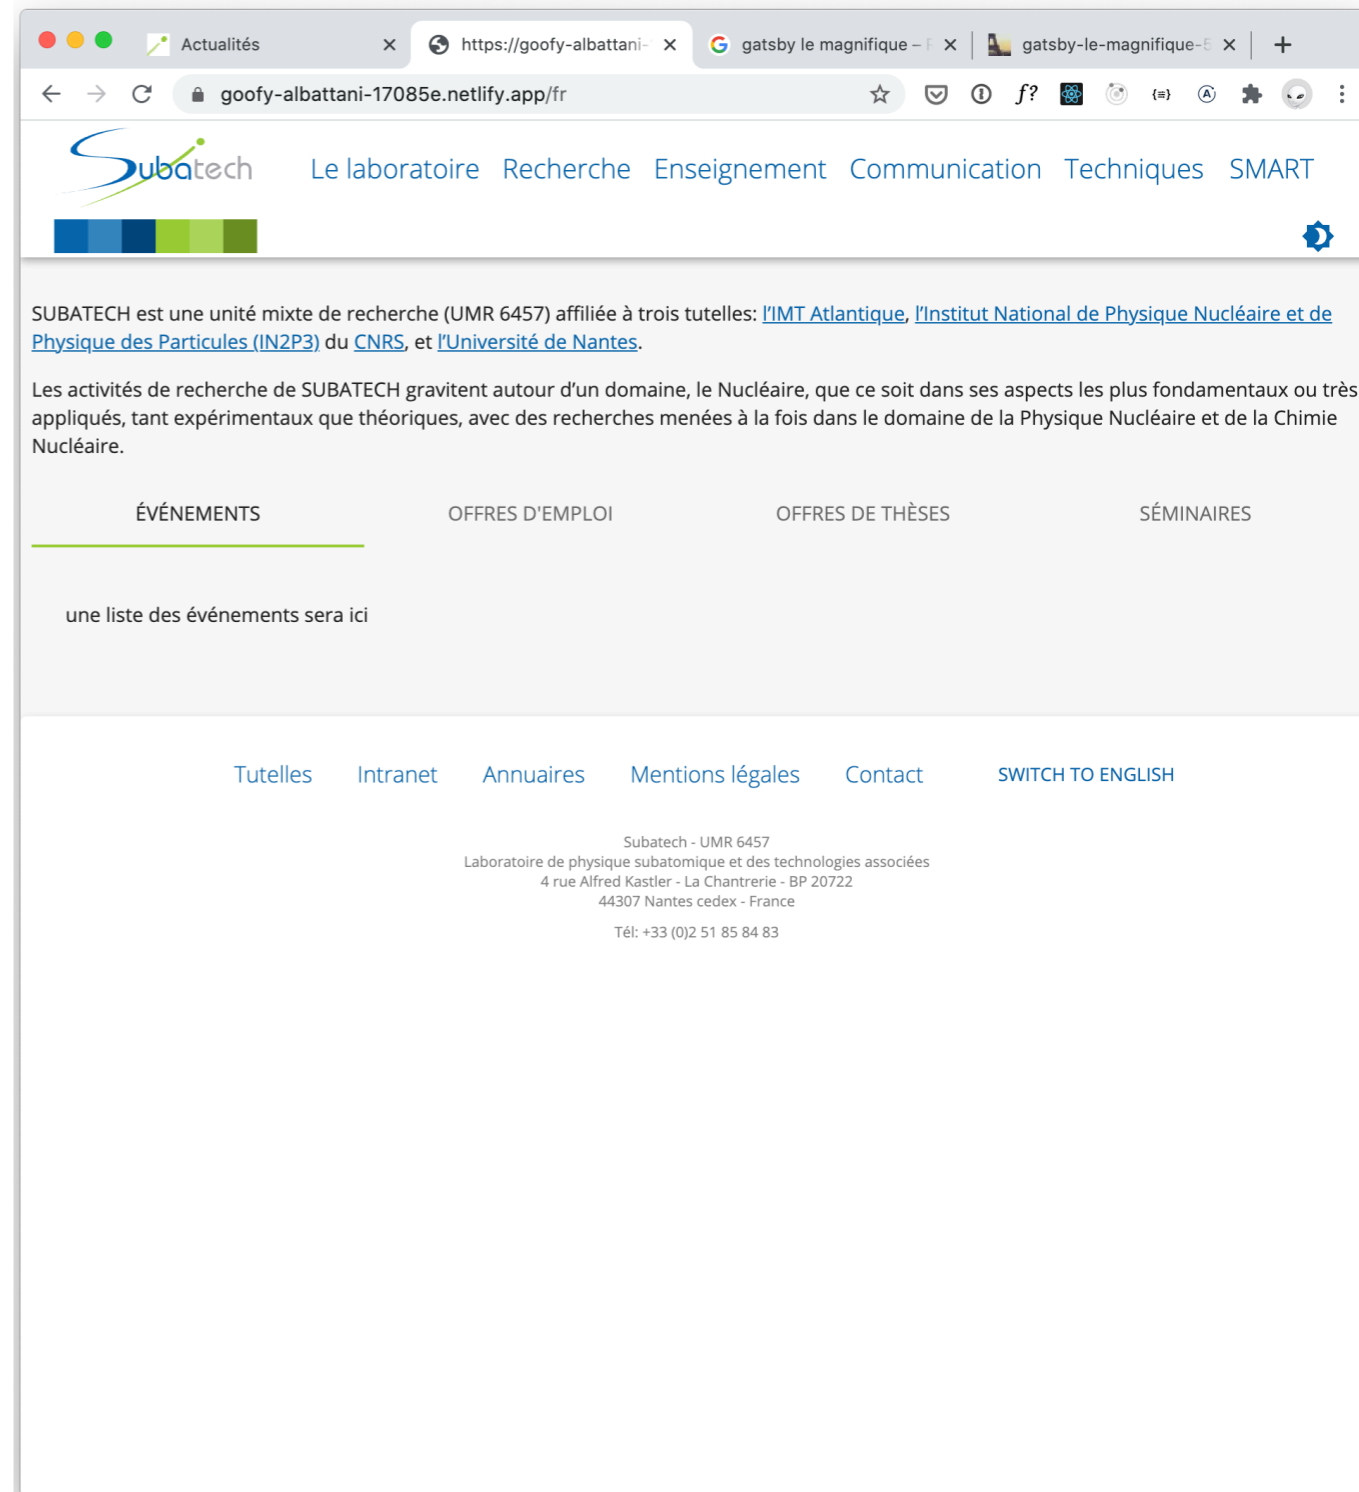 Actualités
https://goofy-albattani-
gatsby le magnifique –
gatsby-le-magnifique-5
goofy-albattani-17085e.netlify.app/fr
f?
Subatech
Le laboratoire Recherche Enseignement Communication Techniques SMART
SUBATECH est une unité mixte de recherche (UMR 6457) affiliée à trois tutelles: l'IMT Atlantique, l'Institut National de Physique Nucléaire et de
Physique des Particules (IN2P3) du CNRS, et l'Université de Nantes.
Les activités de recherche de SUBATECH gravitent autour d'un domaine, le Nucléaire, que ce soit dans ses aspects les plus fondamentaux ou très
appliqués, tant expérimentaux que théoriques, avec des recherches menées à la fois dans le domaine de la Physique Nucléaire et de la Chimie
Nucléaire.
ÉVÉNEMENTS OFFRES D'EMPLOI OFFRES DE THÈSES SÉMINAIRES
une liste des événements sera ici
Tutelles Intranet Annuaires Mentions légales Contact SWITCH TO ENGLISH
Subatech - UMR 6457
Laboratoire de physique subatomique et des technologies associées
4 rue Alfred Kastler - La Chantrerie - BP 20722
44307 Nantes cedex - France
Tél: +33 (0)2 51 85 84 83